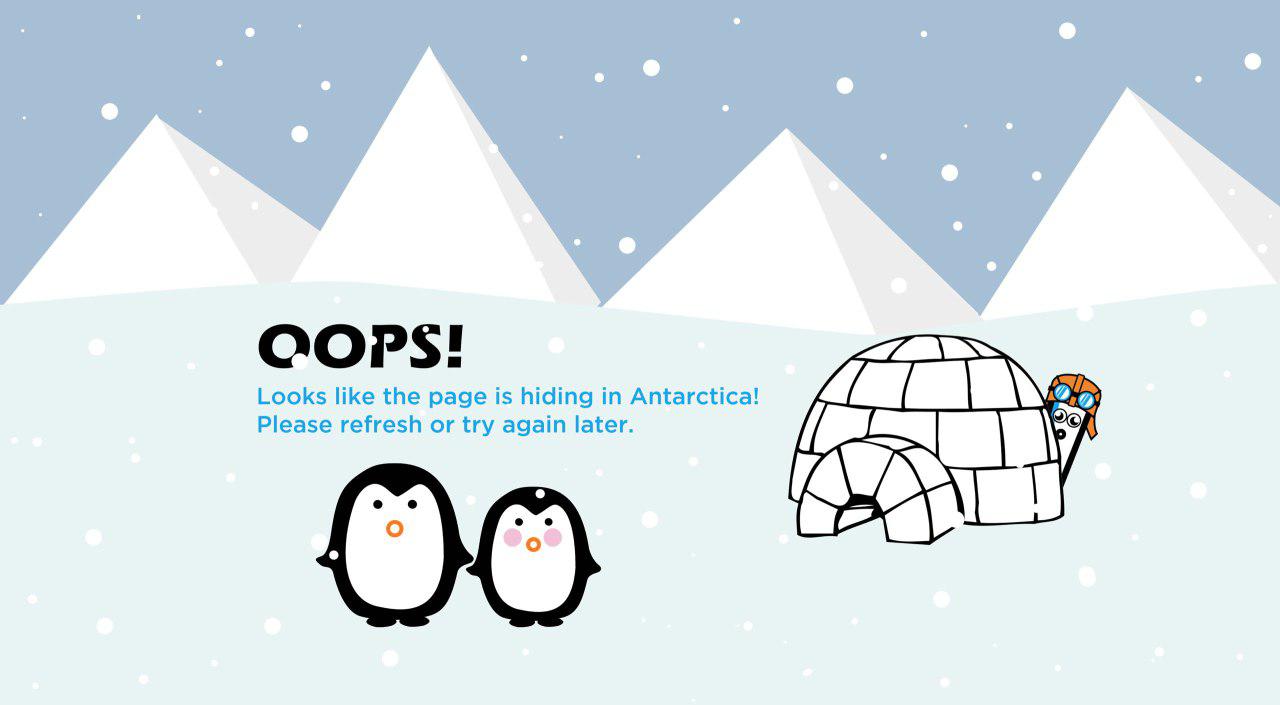 OOPS!
Looks like the page is hiding in Antarctica!
Please refresh or try again later.